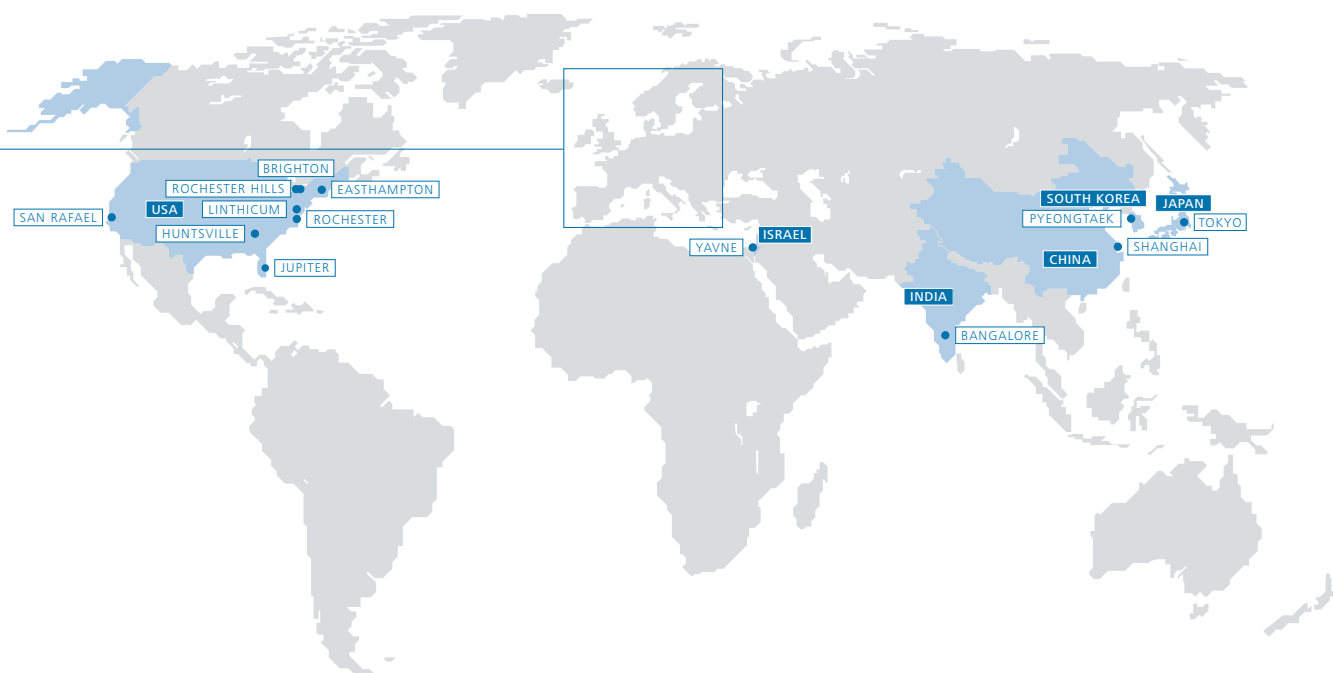 BRIGHTON
ROCHESTER HILLS
EASTHAMPTON
SAN RAFAEL
USA
LINTHICUM
ROCHESTER
HUNTSVILLE
JUPITER
YAVNE
ISRAEL
SOUTH KOREA
JAPAN
PYEONGTAEK
TOKYO
SHANGHAI
CHINA
INDIA
BANGALORE